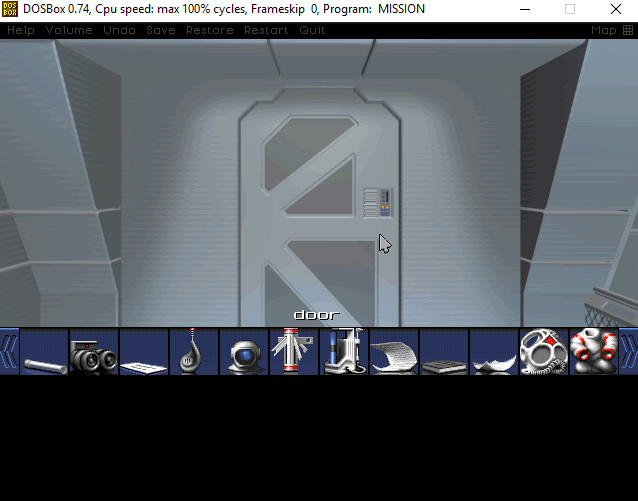 DOSBox 0.74, Cpu speed: max 100% cycles, Frameskip 0, Program: MISSION
Help Volume Undo Save Restore Restart Quit Map
door